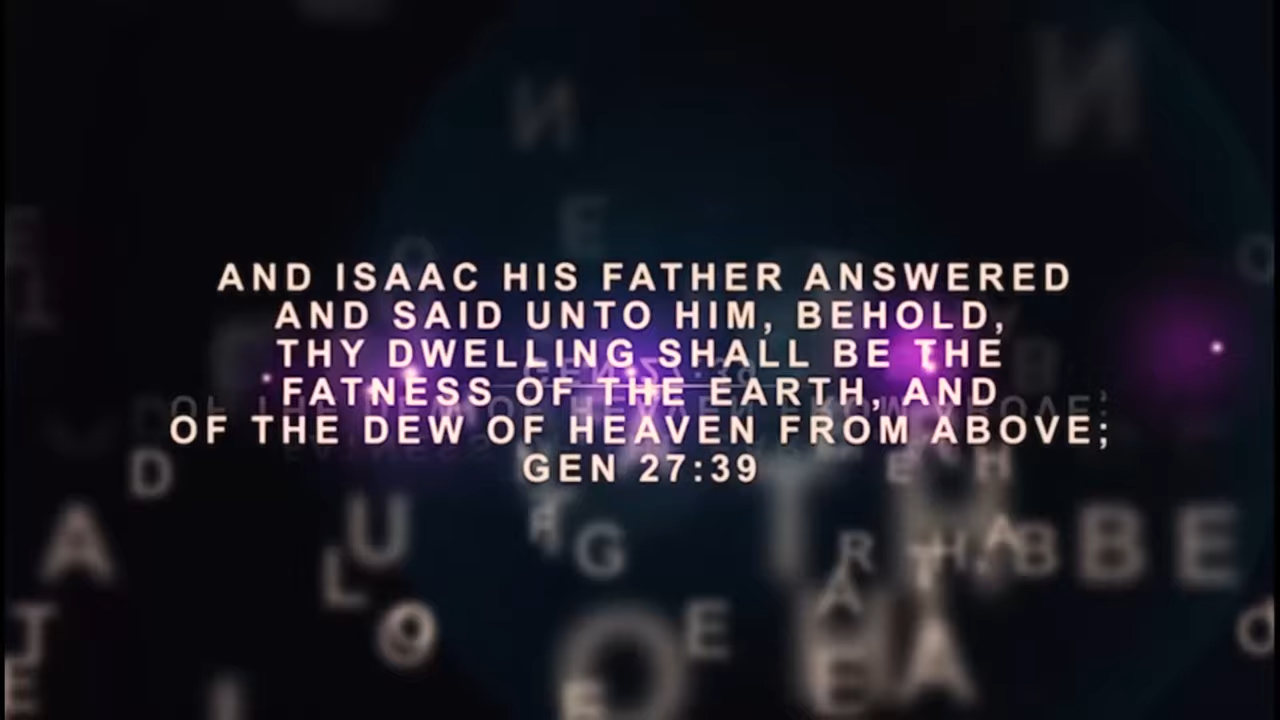 AND ISAAC HIS FATHER ANSWERED
AND SAID UNTO HIM, BEHOLD,
THY DWELLING SHALL BE THE
FATNESS OF THE EARTH, AND
OF THE DEW OF HEAVEN FROM ABOVE;
GEN 27:39